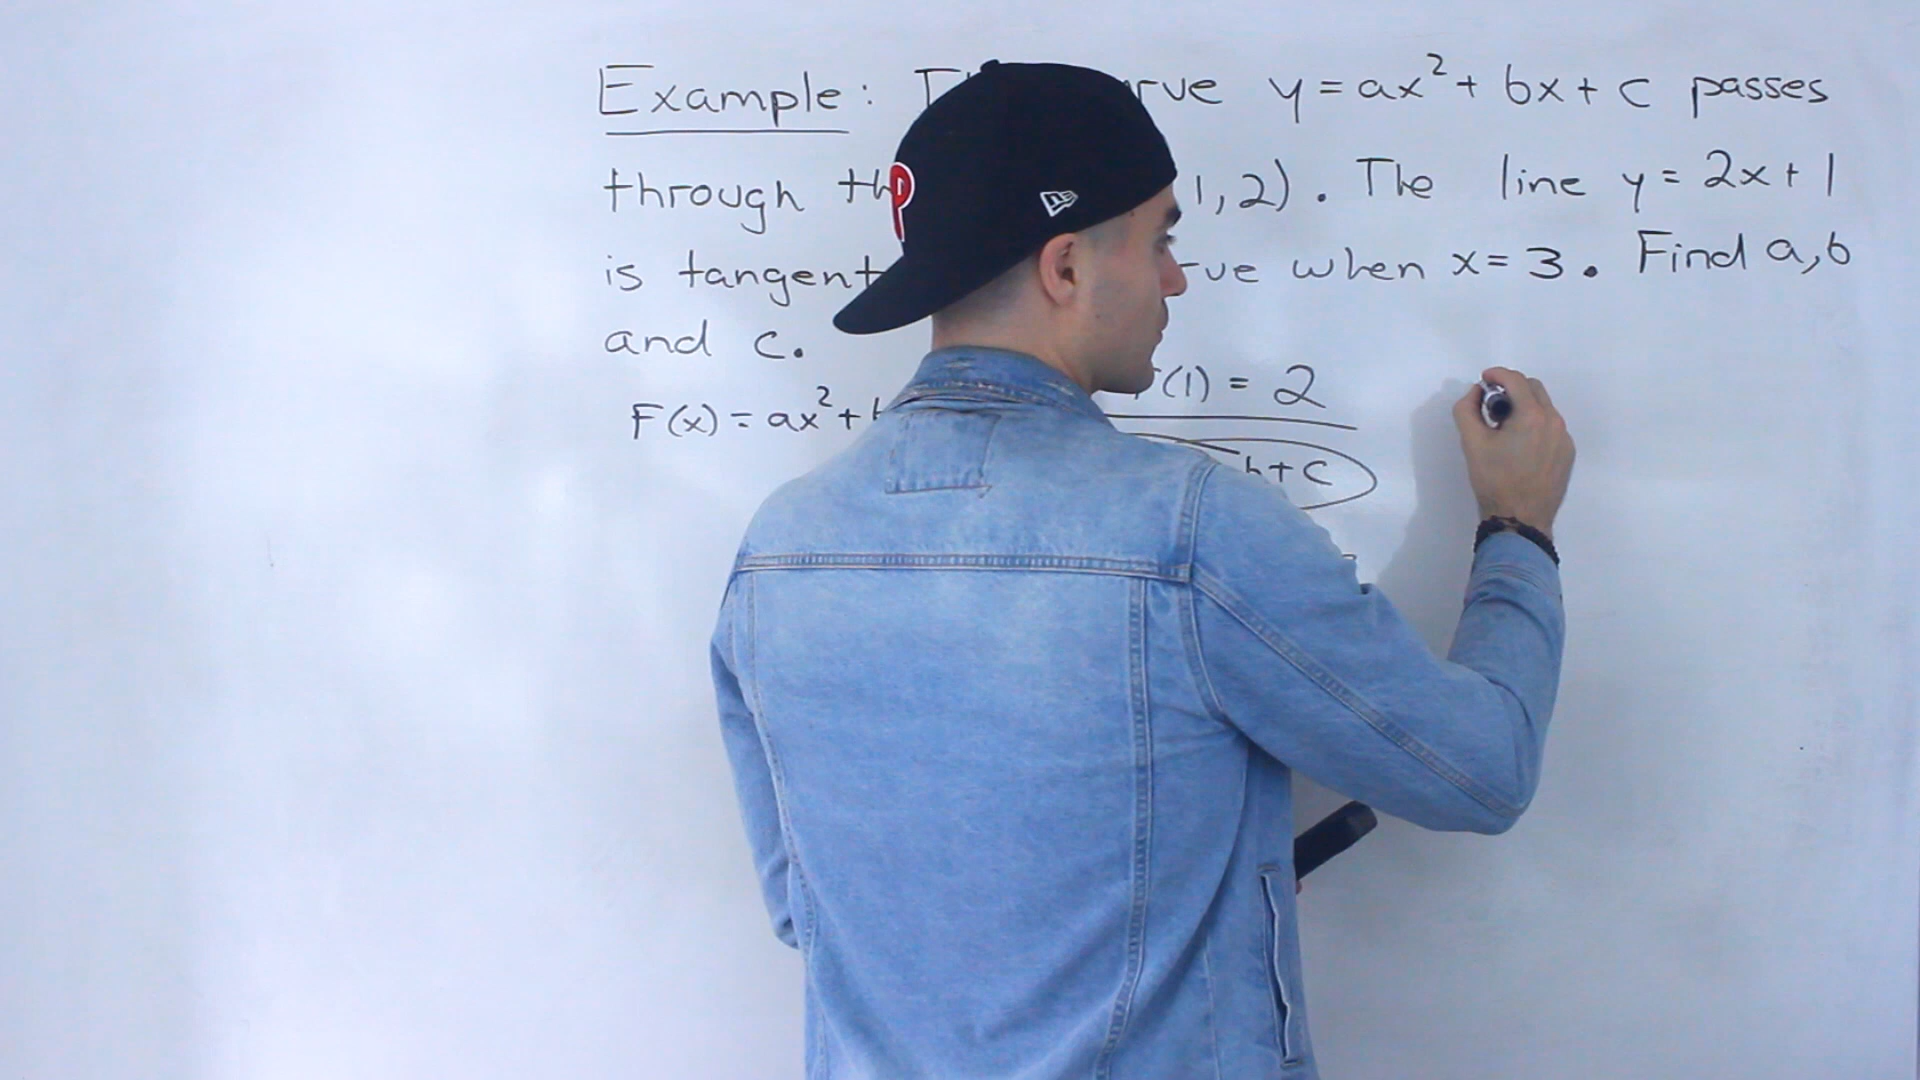 Example: rve y = ax² + bx + c passes
through th 1,2). The line y = 2x + 1
is tangent rve when x = 3. Find a, b
and c.
(1) = 2
F(x) = ax² +
b + c